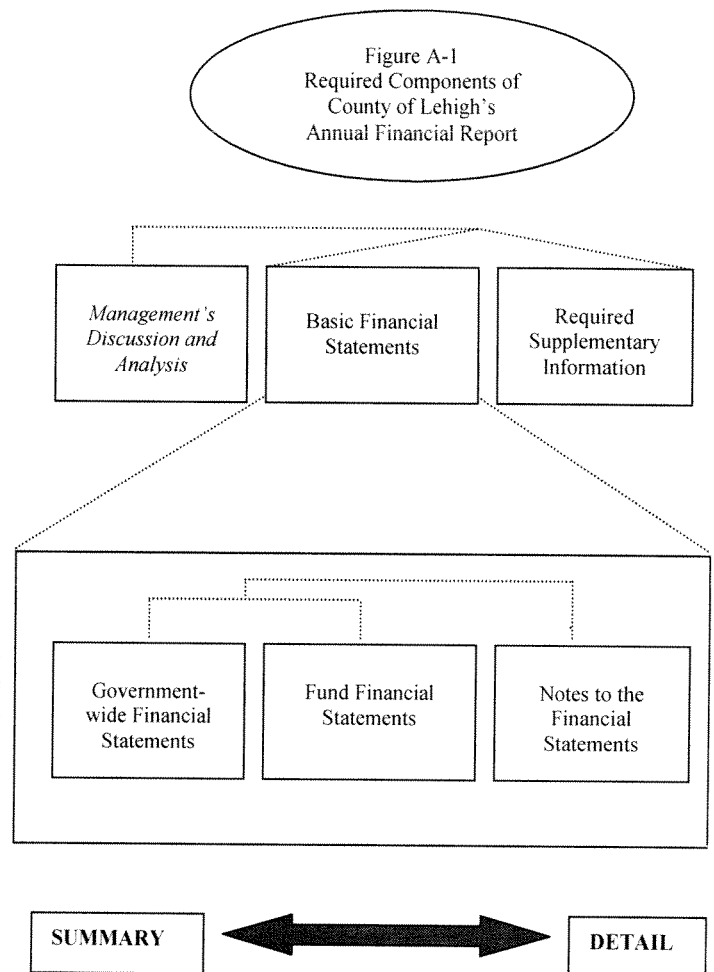 Figure A-1
Required Components of
County of Lehigh's
Annual Financial Report
Management's
Discussion and
Analysis
Basic Financial
Statements
Required
Supplementary
Information
Government-
wide Financial
Statements
Fund Financial
Statements
Notes to the
Financial
Statements
SUMMARY
DETAIL